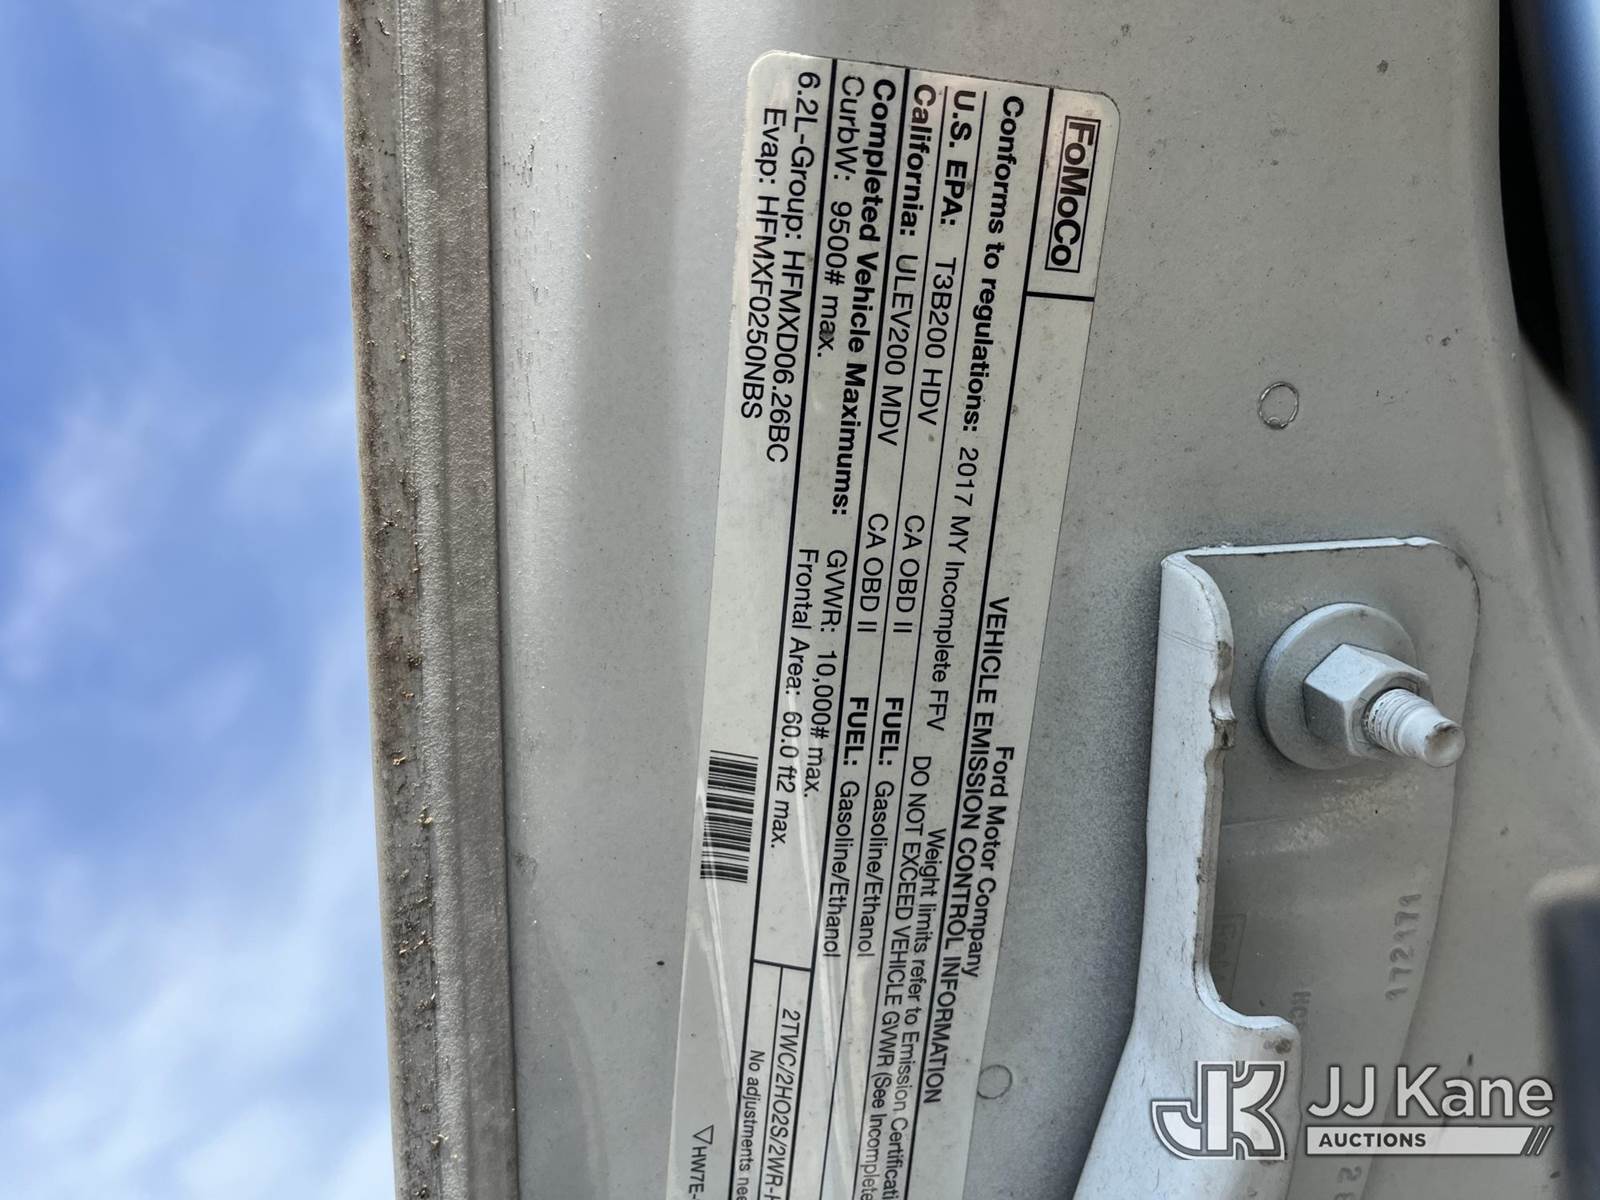 FoMoCo
Ford Motor Company
VEHICLE EMISSION CONTROL INFORMATION
Conforms to regulations: 2017 MY Incomplete FFV Weight limits refer to Emission
U.S. EPA: T3B200 HDV CA OBD II FUEL: Gasoline/Ethanol DO NOT EXCEED VEHICLE GVWR (See Incomplete
California: ULEV200 MDV CA OBD II FUEL: Gasoline/Ethanol
Completed Vehicle Maximums: GVWR: 10,000# max.
CurbW: 9500# max. Frontal Area: 60.0 ft2 max.
6.2L-Group: HFMXD06.26BC 2TWC/2HO2S/2WR-
Evap: HFMXF0250NBS No adjustments
HW7E-
JK
JJ Kane
AUCTIONS